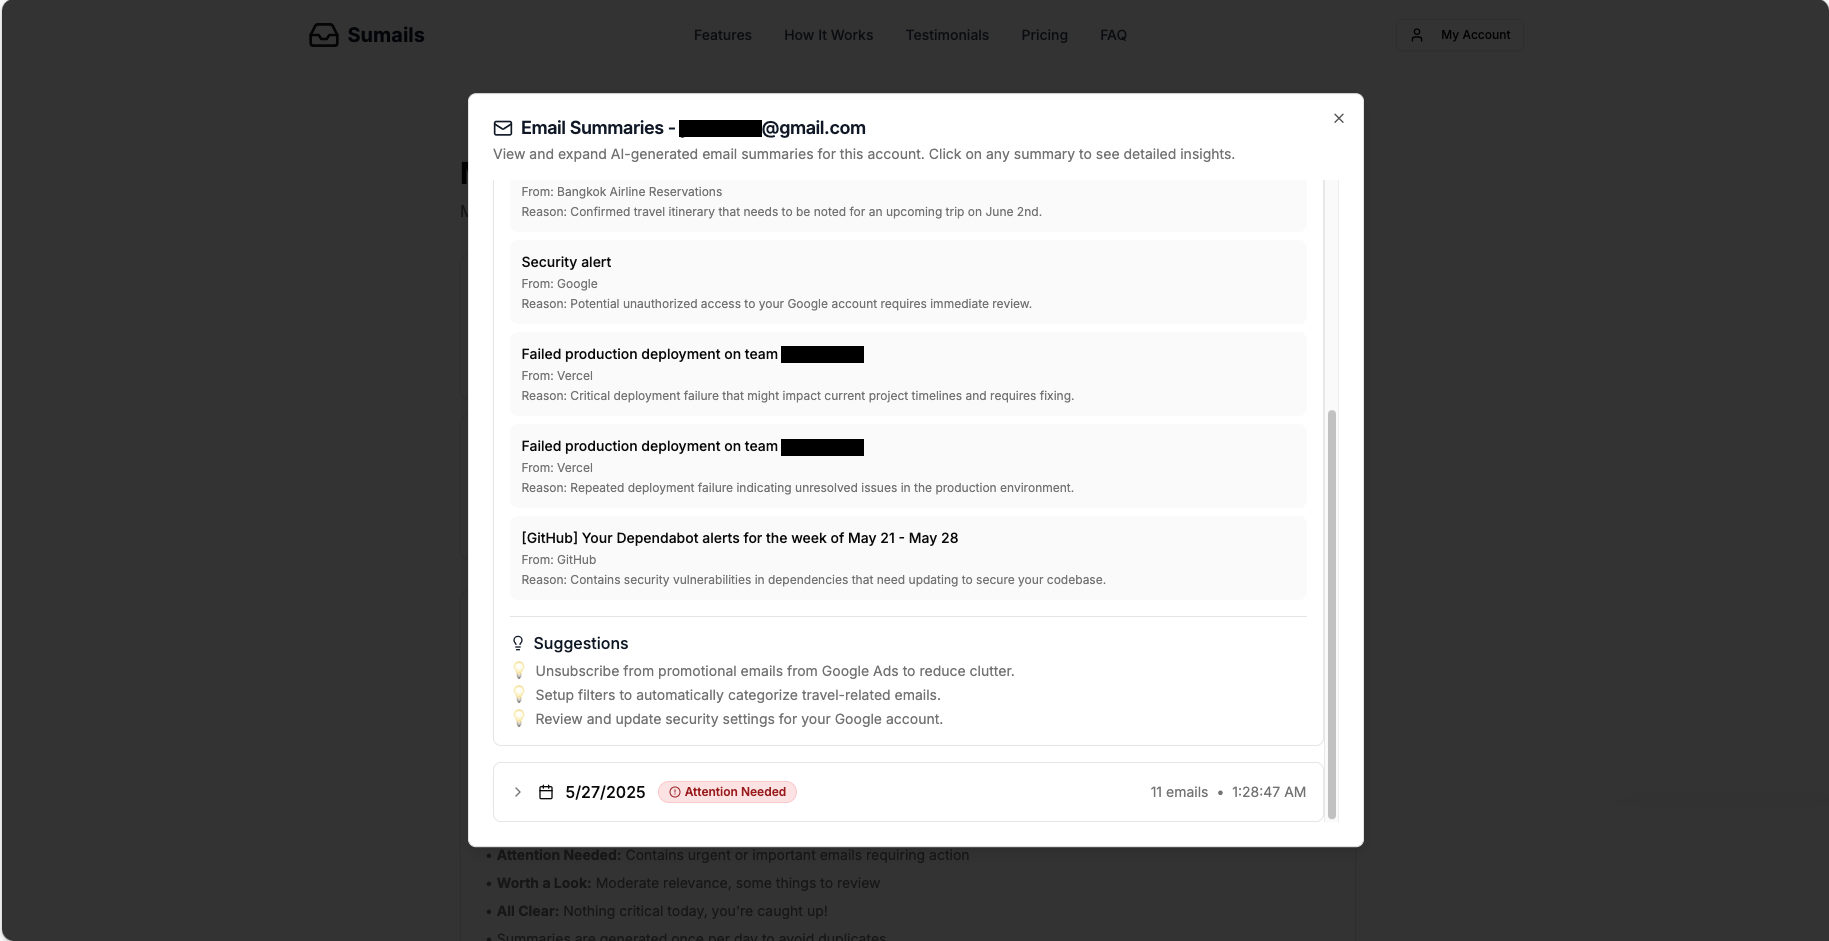 Sumails
Features
How It Works
Testimonials
Pricing
FAQ
My Account
Email Summaries - @gmail.com
View and expand AI-generated email summaries for this account. Click on any summary to see detailed insights.
From: Bangkok Airline Reservations
Reason: Confirmed travel itinerary that needs to be noted for an upcoming trip on June 2nd.
Security alert
From: Google
Reason: Potential unauthorized access to your Google account requires immediate review.
Failed production deployment on team
From: Vercel
Reason: Critical deployment failure that might impact current project timelines and requires fixing.
Failed production deployment on team
From: Vercel
Reason: Repeated deployment failure indicating unresolved issues in the production environment.
[GitHub] Your Dependabot alerts for the week of May 21 - May 28
From: GitHub
Reason: Contains security vulnerabilities in dependencies that need updating to secure your codebase.
Suggestions
💡 Unsubscribe from promotional emails from Google Ads to reduce clutter.
💡 Setup filters to automatically categorize travel-related emails.
💡 Review and update security settings for your Google account.
5/27/2025 Attention Needed 11 emails • 1:28:47 AM
• Attention Needed: Contains urgent or important emails requiring action
• Worth a Look: Moderate relevance, some things to review
• All Clear: Nothing critical today, you're caught up!
• Summaries are generated once per day to avoid duplicates